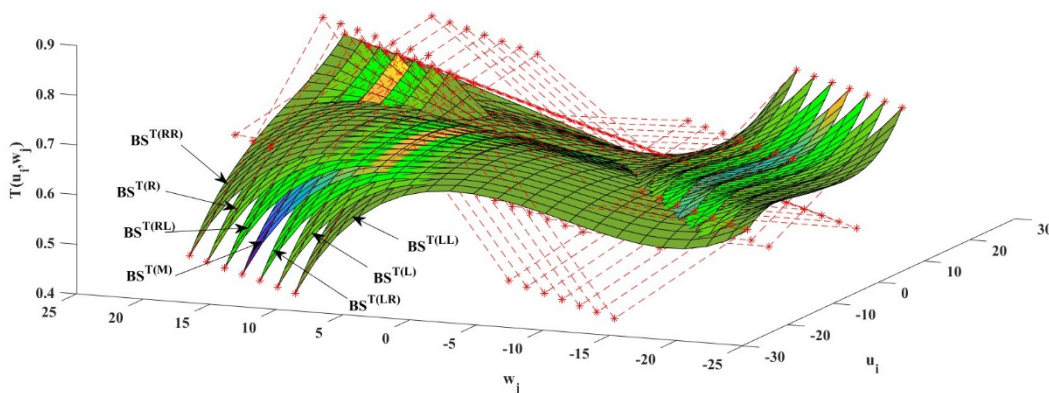 0.9
0.8
0.7
0.6
0.5
0.4
T(u_i,w_j)
BS^T(RR)
BS^T(R)
BS^T(RL)
BS^T(M)
BS^T(LL)
BS^T(L)
BS^T(LR)
25 20 15 10 5 0 -5 -10 -15 -20 -25
w_j
-30 -20 -10 0 10 20 30
u_i